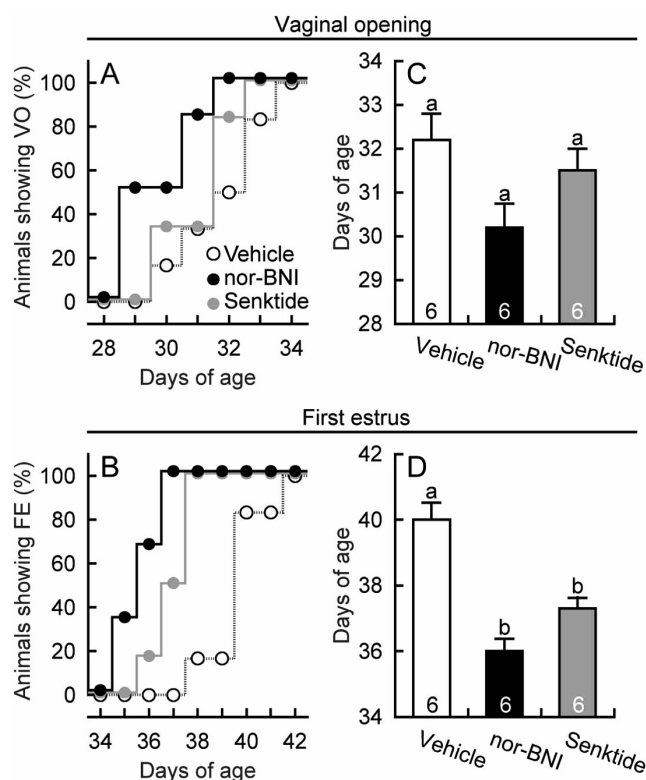 Vaginal opening
A
Animals showing VO (%)
100
80
60
40
20
0
Vehicle
nor-BNI
Senktide
28 30 32 34
Days of age
C
Days of age
34
33
32
31
30
29
28
a
a
a
6 6 6
Vehicle
nor-BNI
Senktide
First estrus
B
Animals showing FE (%)
100
80
60
40
20
0
34 36 38 40 42
Days of age
D
Days of age
42
40
38
36
34
a
b
b
6 6 6
Vehicle
nor-BNI
Senktide